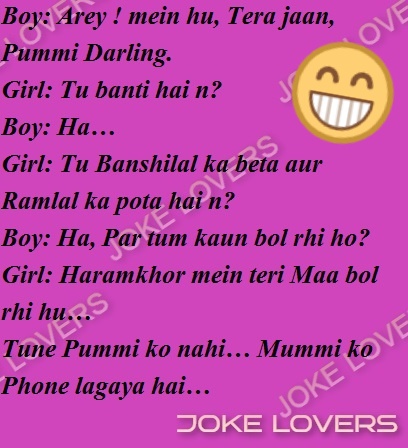 Boy: Arey ! mein hu, Tera jaan,
Pummi Darling.
Girl: Tu banti hai n?
Boy: Ha…
Girl: Tu Banshilal ka beta aur
Ramlal ka pota hai n?
Boy: Ha, Par tum kaun bol rhi ho?
Girl: Haramkhor mein teri Maa bol
rhi hu…
Tune Pummi ko nahi… Mummi ko
Phone lagaya hai…
JOKE LOVERS